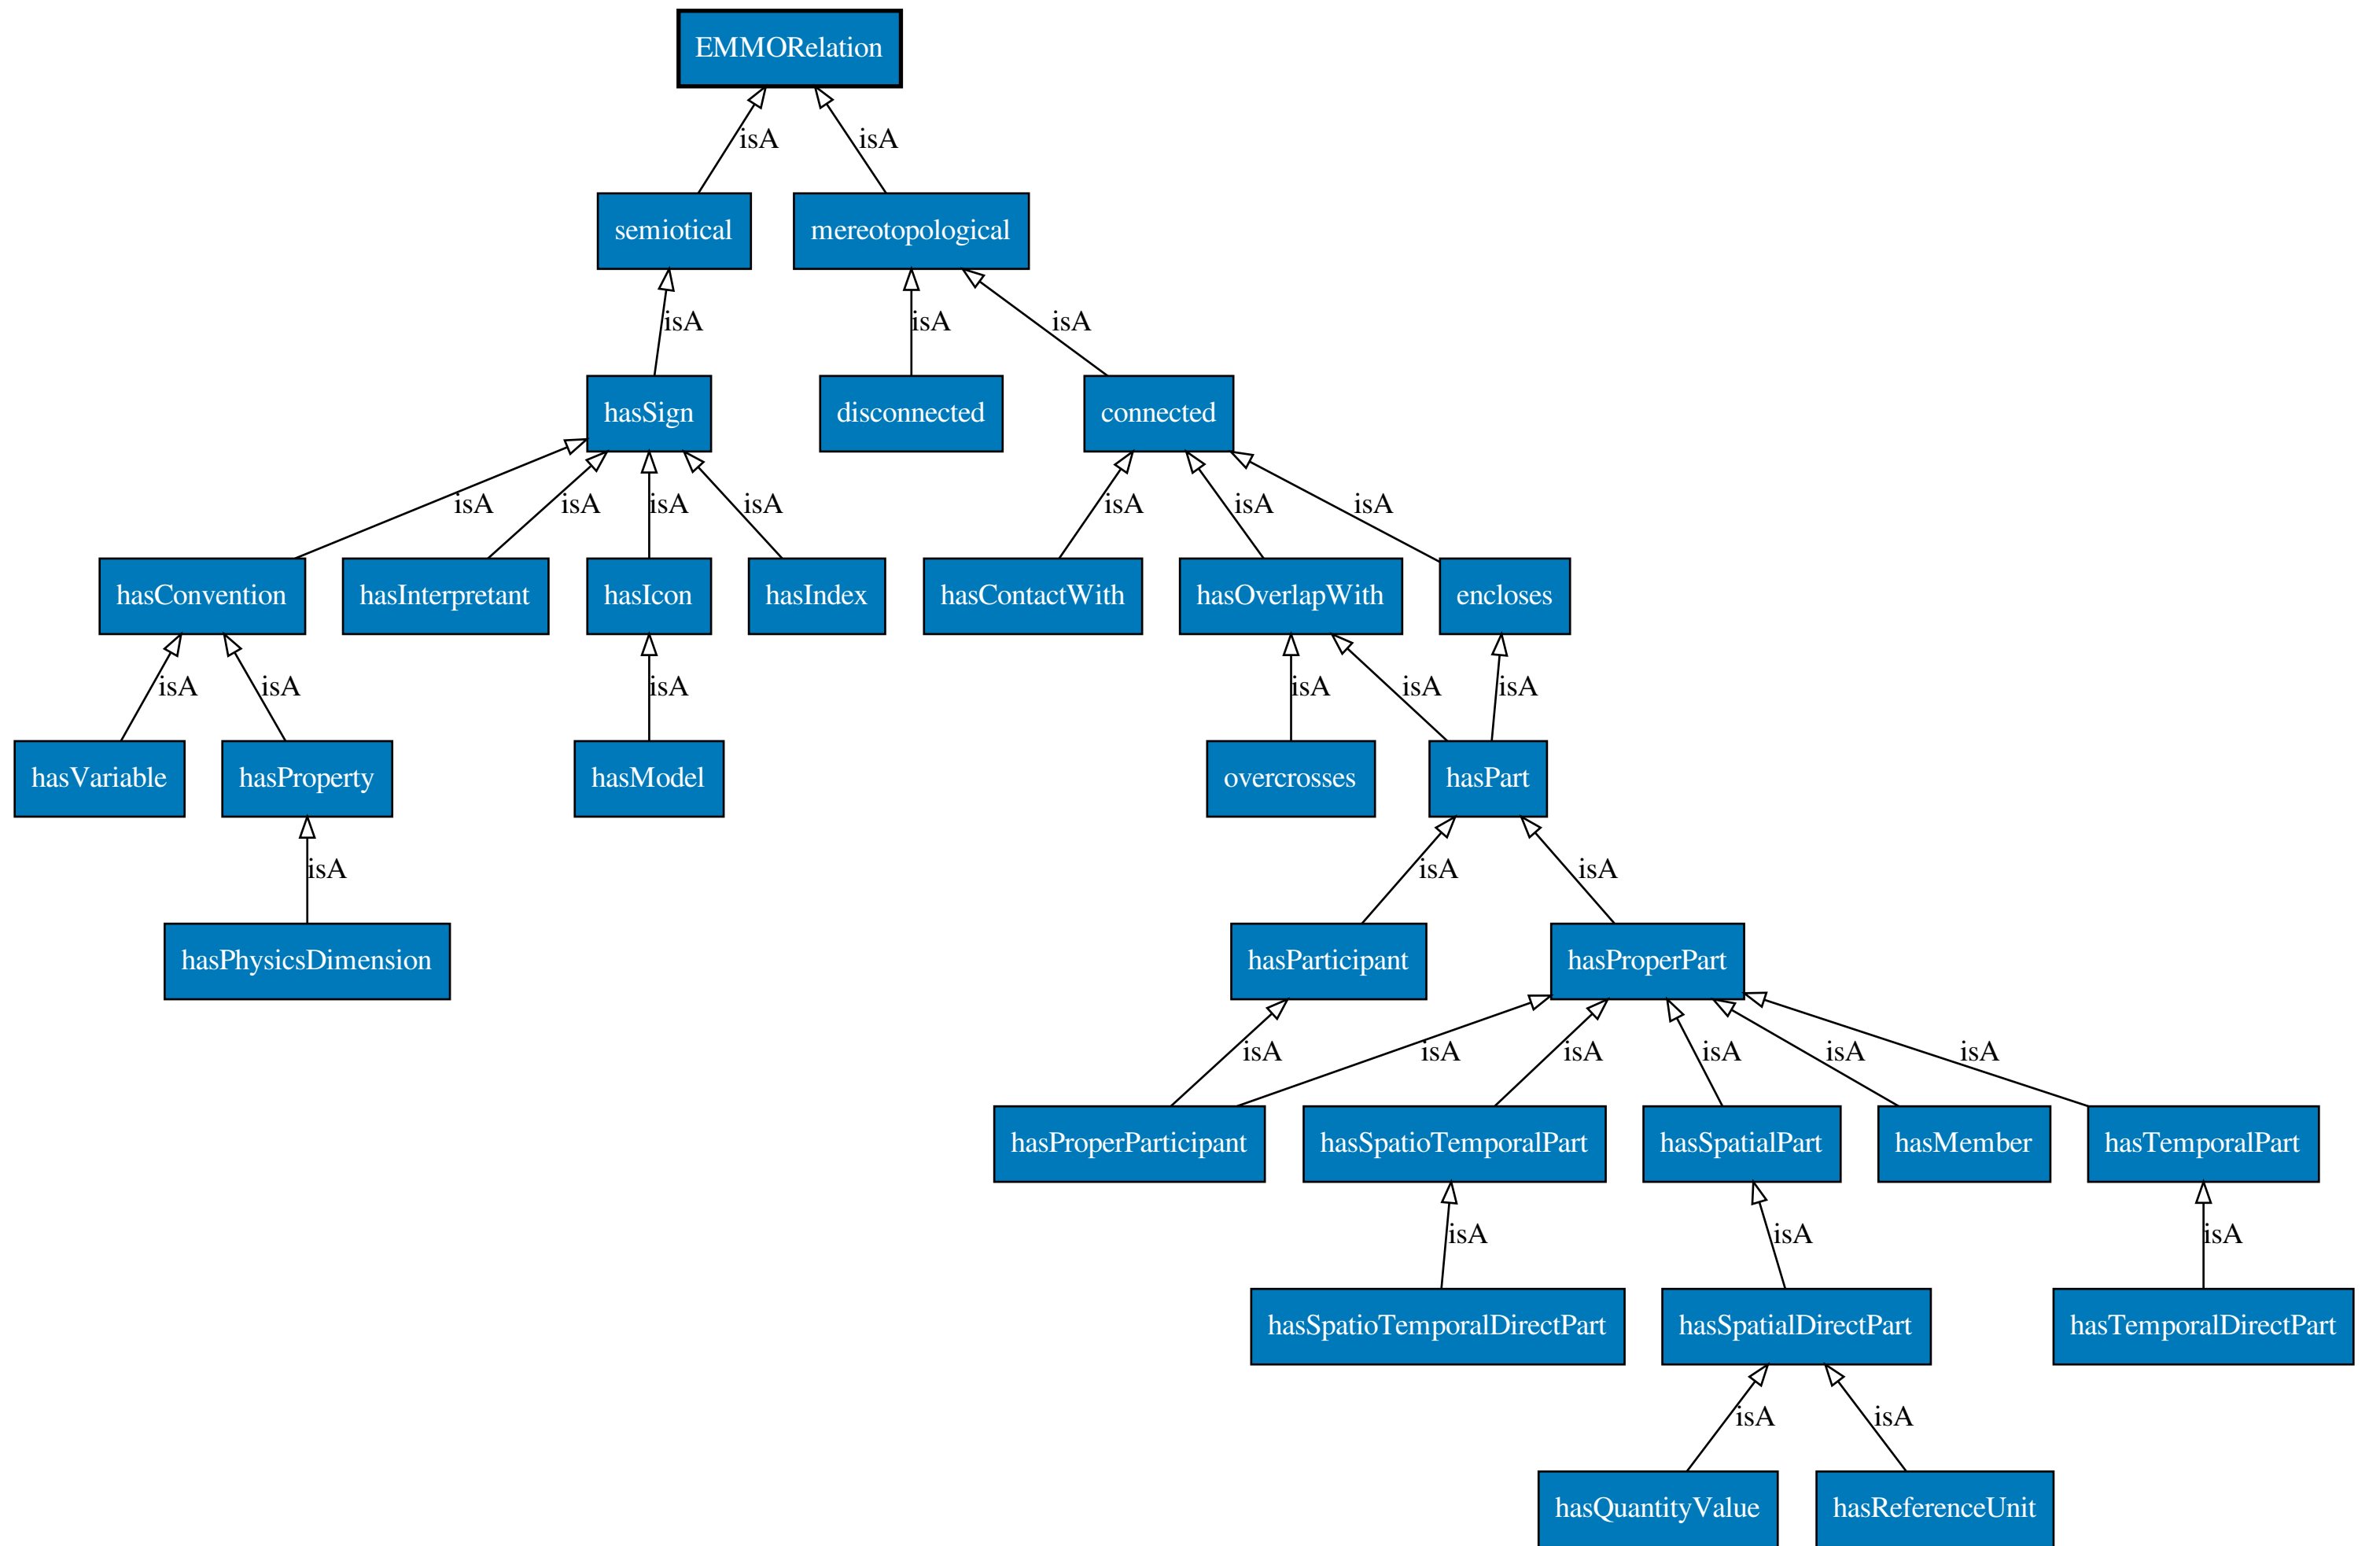 EMMORelation
isA
isA
semiotical
mereotopological
isA
isA
isA
hasSign
disconnected
connected
isA
isA
isA
isA
isA
isA
isA
hasConvention
hasInterpretant
hasIcon
hasIndex
hasContactWith
hasOverlapWith
encloses
isA
isA
isA
isA
isA
isA
hasVariable
hasProperty
hasModel
overcrosses
hasPart
isA
isA
isA
hasPhysicsDimension
hasParticipant
hasProperPart
isA
isA
isA
isA
isA
isA
hasProperParticipant
hasSpatioTemporalPart
hasSpatialPart
hasMember
hasTemporalPart
isA
isA
isA
hasSpatioTemporalDirectPart
hasSpatialDirectPart
hasTemporalDirectPart
isA
isA
hasQuantityValue
hasReferenceUnit